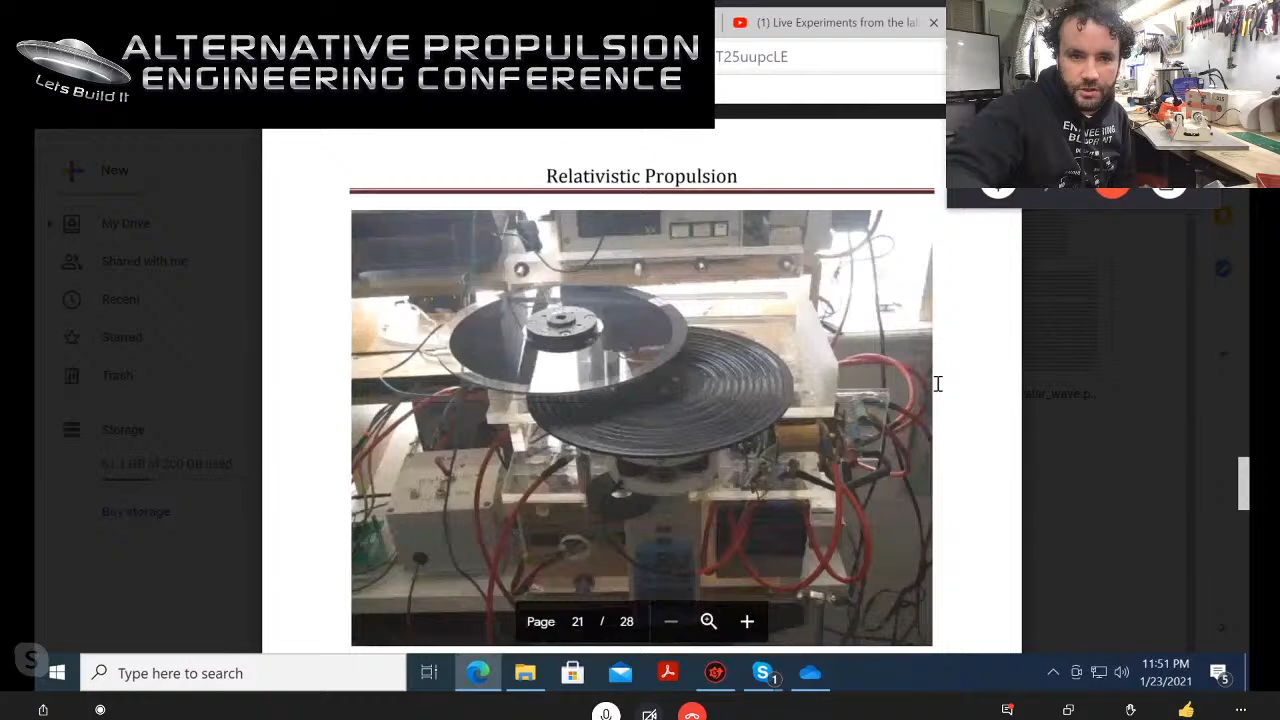 ALTERNATIVE PROPULSION
ENGINEERING CONFERENCE
Lets Build It
(1) Live Experiments from the la
T25uupcLE
Relativistic Propulsion
New
My Drive
Shared with me
Recent
Starred
Trash
Storage
Buy storage
Page 21 / 28
Type here to search
1
11:51 PM
1/23/2021
5